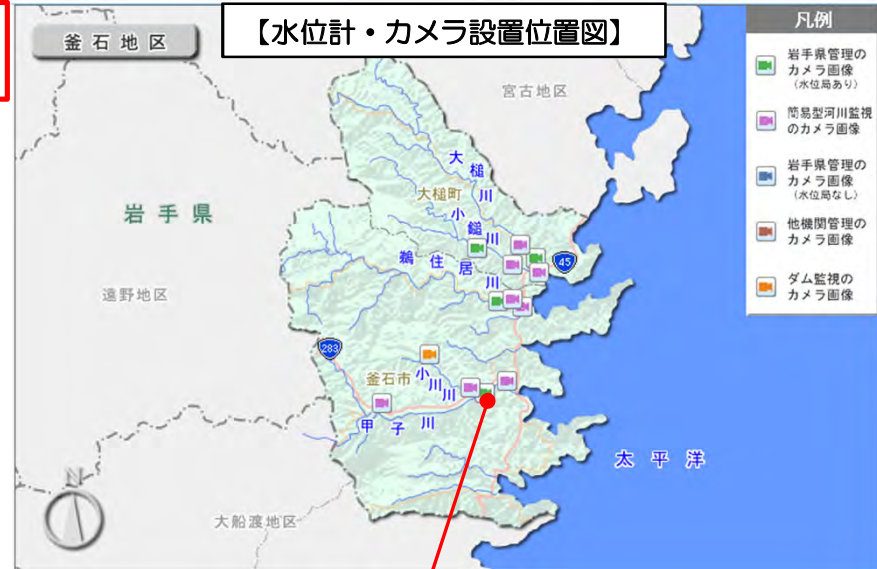 【水位計・カメラ設置位置図】
釜石地区
凡例
岩手県管理の
カメラ画像
（水位局あり）
簡易型河川監視
のカメラ画像
岩手県管理の
カメラ画像
（水位局なし）
他機関管理の
カメラ画像
ダム監視の
カメラ画像
宮古地区
大槌川
大槌町
小鎚川
岩手県
鵜住居川
45
遠野地区
283
釜石市
小川川
甲子川
太平洋
N
大船渡地区